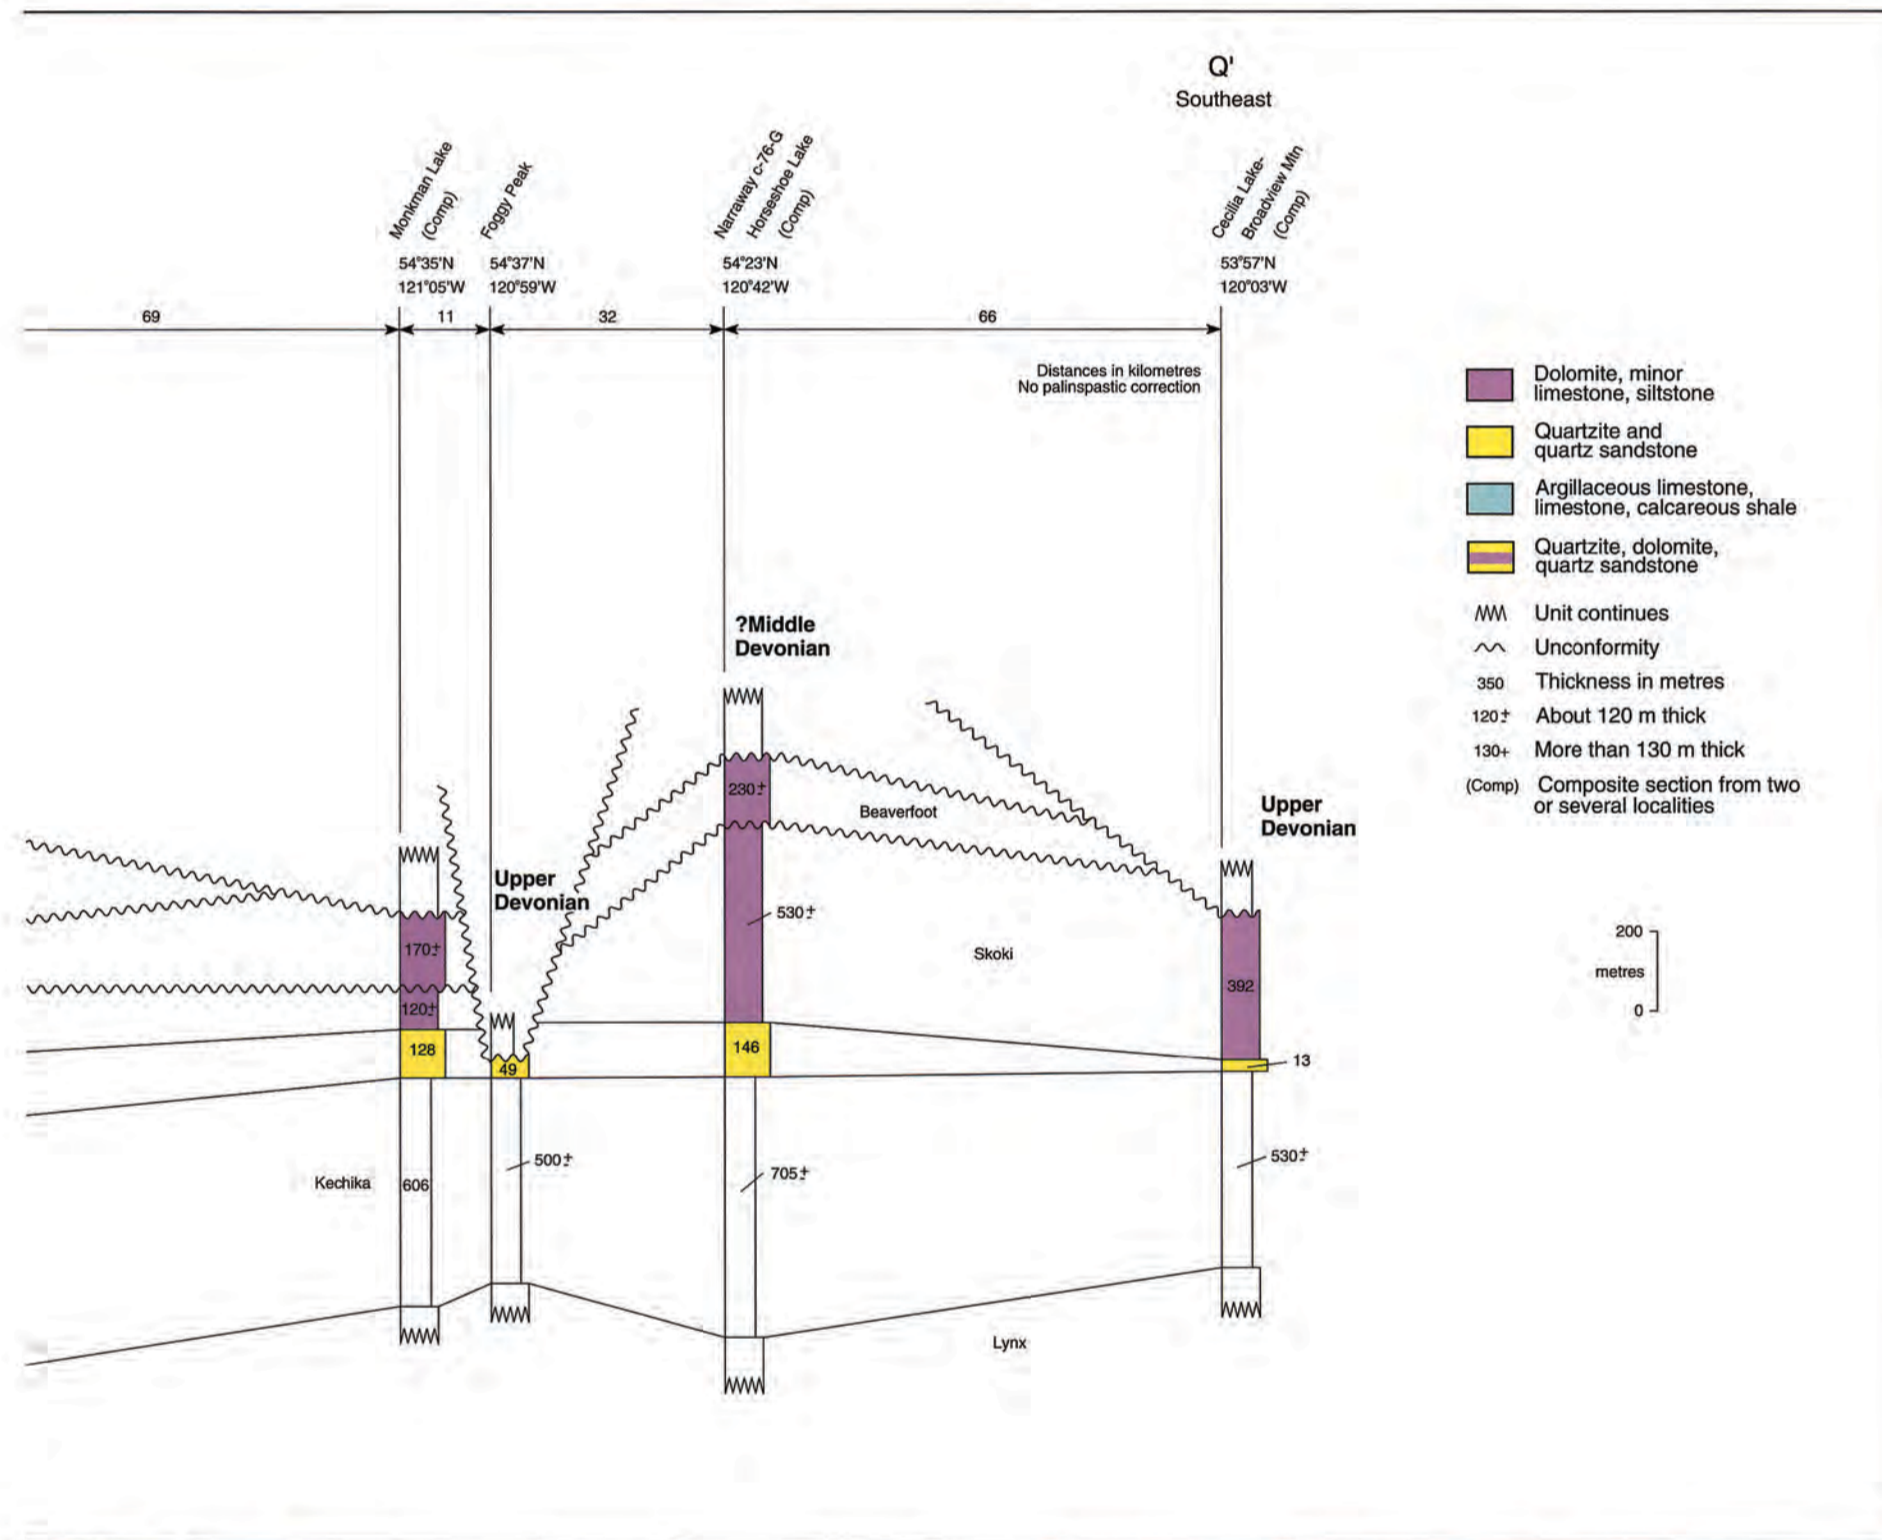 Q'
Southeast
Monkman Lake
(Comp)
Foggy Peak
Narraway c-76-G
Horseshoe Lake
(Comp)
Cecilia Lake-
Broadview Mtn
(Comp)
54°35'N
121°05'W
54°37'N
120°59'W
54°23'N
120°42'W
53°57'N
120°03'W
69
11
32
66
Distances in kilometres
No palinspastic correction
Dolomite, minor
limestone, siltstone
Quartzite and
quartz sandstone
Argillaceous limestone,
limestone, calcareous shale
Quartzite, dolomite,
quartz sandstone
Unit continues
Unconformity
350 Thickness in metres
120± About 120 m thick
130+ More than 130 m thick
(Comp) Composite section from two
or several localities
?Middle
Devonian
Upper
Devonian
Upper
Devonian
230±
Beaverfoot
530±
Skoki
170±
120±
128
49
146
392
13
200
metres
0
Kechika
606
500±
705±
530±
Lynx